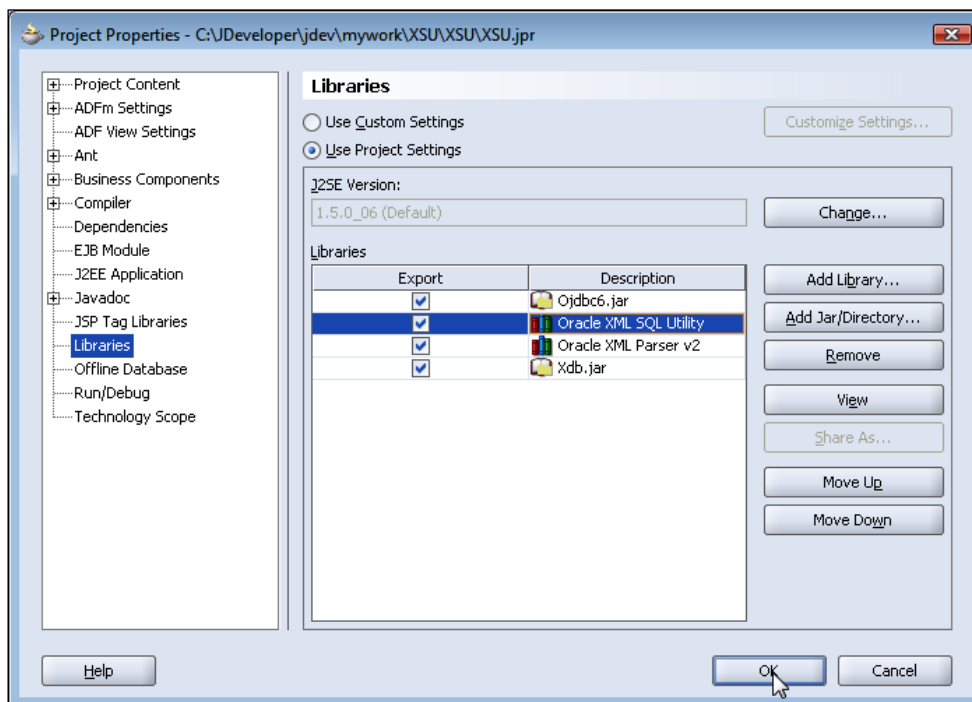 Project Properties - C:\JDeveloper\jdev\mywork\XSU\XSU\XSU.jpr
Project Content
ADFm Settings
ADF View Settings
Ant
Business Components
Compiler
Dependencies
EJB Module
J2EE Application
Javadoc
JSP Tag Libraries
Libraries
Offline Database
Run/Debug
Technology Scope
Libraries
Use Custom Settings
Customize Settings...
Use Project Settings
J2SE Version:
1.5.0_06 (Default)
Change...
Libraries
Export Description
Ojdbc6.jar
Oracle XML SQL Utility
Oracle XML Parser v2
Xdb.jar
Add Library...
Add Jar/Directory...
Remove
View
Share As...
Move Up
Move Down
Help
OK
Cancel